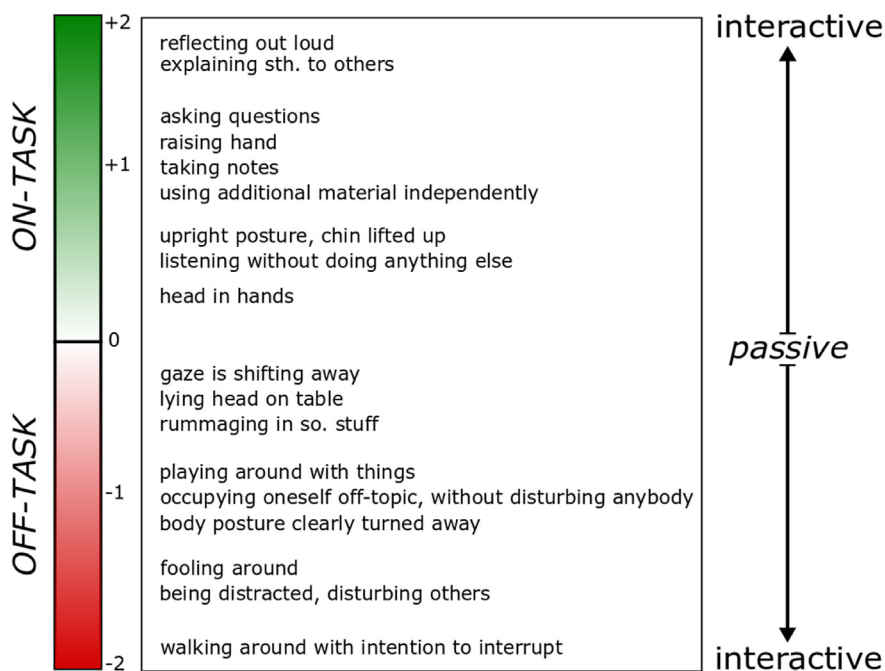 +2
interactive
reflecting out loud
explaining sth. to others
ON-TASK
asking questions
raising hand
+1
taking notes
using additional material independently
upright posture, chin lifted up
listening without doing anything else
head in hands
0
passive
gaze is shifting away
lying head on table
rummaging in so. stuff
OFF-TASK
playing around with things
-1
occupying oneself off-topic, without disturbing anybody
body posture clearly turned away
fooling around
being distracted, disturbing others
walking around with intention to interrupt
-2
interactive